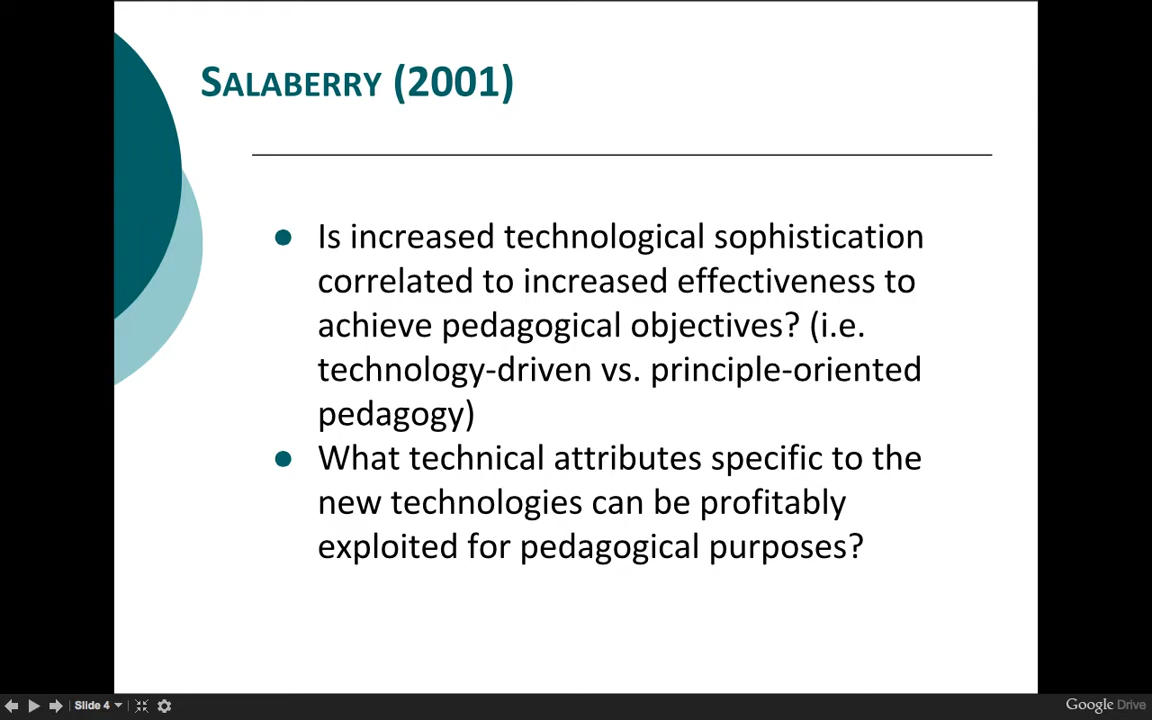 SALABERRY (2001)
● Is increased technological sophistication
correlated to increased effectiveness to
achieve pedagogical objectives? (i.e.
technology-driven vs. principle-oriented
pedagogy)
● What technical attributes specific to the
new technologies can be profitably
exploited for pedagogical purposes?
Slide 4
Google Drive